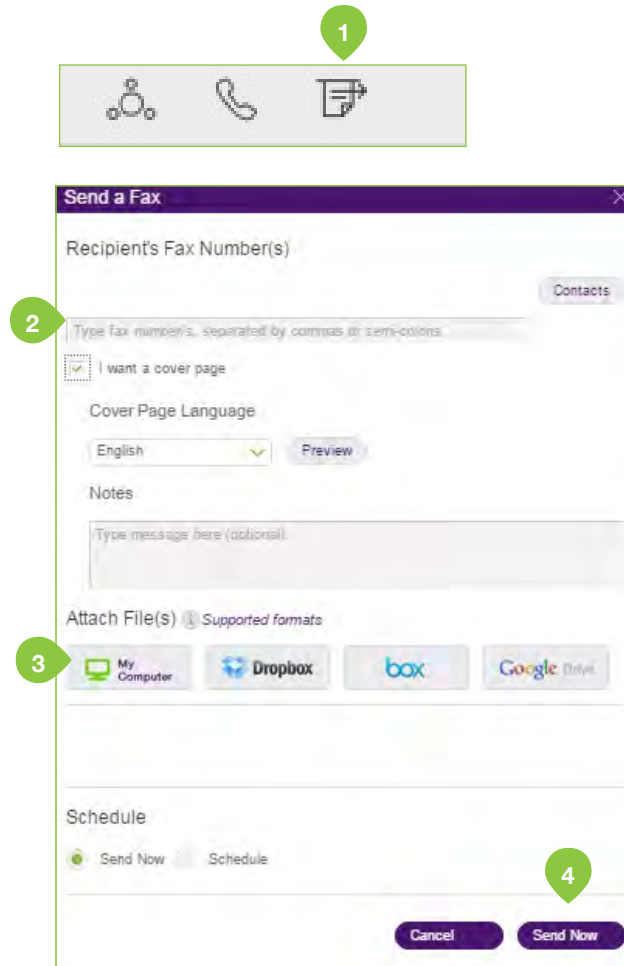 1
Send a Fax
Recipient's Fax Number(s)
Contacts
2
Type fax number/s, separated by commas or semi-colons
I want a cover page
Cover Page Language
English Preview
Notes
Type message here (optional)
Attach File(s) i Supported formats
3
My Computer Dropbox box Google Drive
Schedule
Send Now Schedule
4
Cancel Send Now